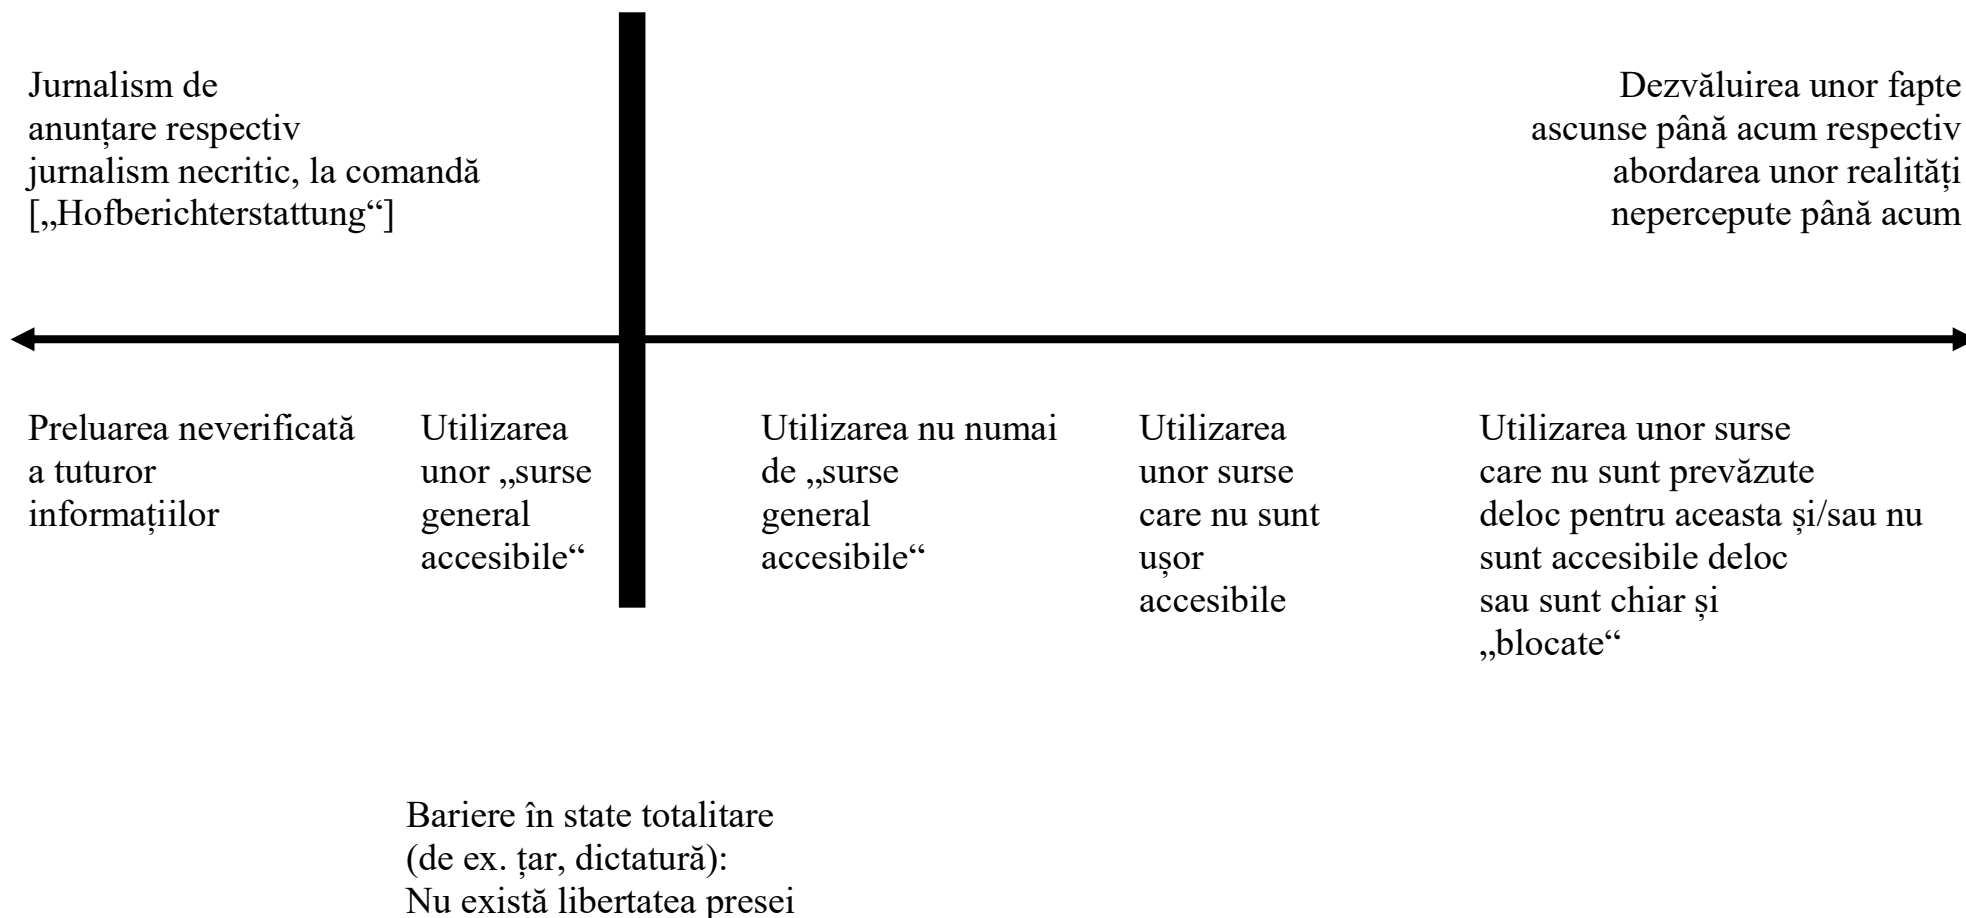 Jurnalism de
anunțare respectiv
jurnalism necritic, la comandă
[„Hofberichterstattung“]
Dezvăluirea unor fapte
ascunse până acum respectiv
abordarea unor realități
nepercepute până acum
Preluarea neverificată
a tuturor
informațiilor
Utilizarea
unor „surse
general
accesibile“
Utilizarea nu numai
de „surse
general
accesibile“
Utilizarea
unor surse
care nu sunt
ușor
accesibile
Utilizarea unor surse
care nu sunt prevăzute
deloc pentru aceasta și/sau nu
sunt accesibile deloc
sau sunt chiar și
„blocate“
Bariere în state totalitare
(de ex. țar, dictatură):
Nu există libertatea presei